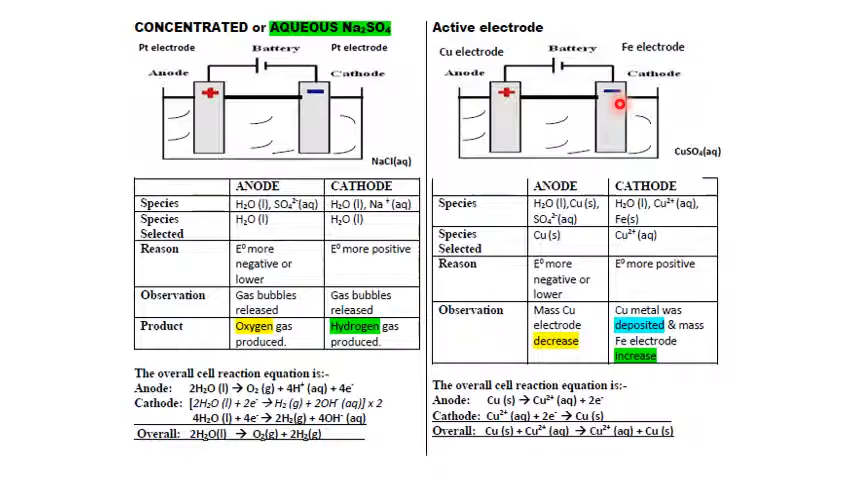 CONCENTRATED or AQUEOUS Na₂SO₄
Pt electrode Battery Pt electrode
Anode Cathode
+ −
NaCl(aq)
ANODE CATHODE
Species H₂O (l), SO₄²⁻(aq) H₂O (l), Na⁺(aq)
Species H₂O (l) H₂O (l)
Selected
Reason E⁰ more E⁰ more positive
negative or
lower
Observation Gas bubbles Gas bubbles
released released
Product Oxygen gas Hydrogen gas
produced. produced.
The overall cell reaction equation is:-
Anode: 2H₂O (l) → O₂ (g) + 4H⁺ (aq) + 4e⁻
Cathode: [2H₂O (l) + 2e⁻ → H₂ (g) + 2OH⁻ (aq)] x 2
4H₂O (l) + 4e⁻ → 2H₂(g) + 4OH⁻ (aq)
Overall: 2H₂O(l) → O₂(g) + 2H₂(g)
Active electrode
Cu electrode Battery Fe electrode
Anode Cathode
+ −
CuSO₄(aq)
ANODE CATHODE
Species H₂O (l),Cu (s), H₂O (l), Cu²⁺ (aq),
SO₄²⁻(aq) Fe(s)
Species Cu (s) Cu²⁺ (aq)
Selected
Reason E⁰ more E⁰ more positive
negative or
lower
Observation Mass Cu Cu metal was
electrode deposited & mass
decrease Fe electrode
increase
The overall cell reaction equation is:-
Anode: Cu (s) → Cu²⁺ (aq) + 2e⁻
Cathode: Cu²⁺ (aq) + 2e⁻ → Cu (s)
Overall: Cu (s) + Cu²⁺ (aq) → Cu²⁺ (aq) + Cu (s)